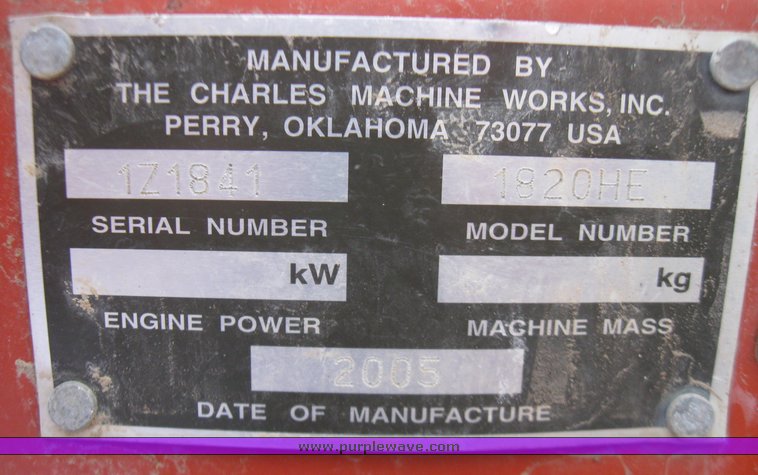 MANUFACTURED BY
THE CHARLES MACHINE WORKS, INC.
PERRY, OKLAHOMA 73077 USA
1Z1841 1820HE
SERIAL NUMBER MODEL NUMBER
kW kg
ENGINE POWER MACHINE MASS
2005
DATE OF MANUFACTURE
www.purplewave.com